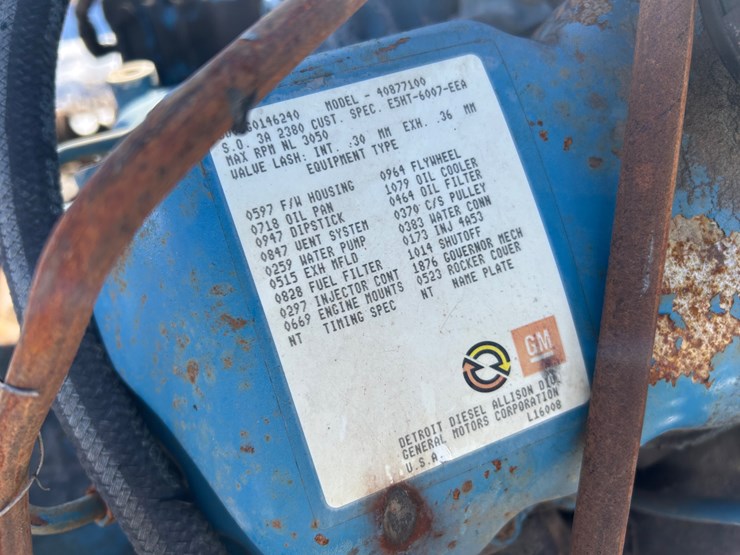 60146240 MODEL - 40877100
S.O. 3A 2380 CUST. SPEC. E5HT-6007-EEA
MAX RPM NL 3050
VALVE LASH: INT. .30 MM EXH. .36 MM
EQUIPMENT TYPE
0597 F/W HOUSING 0964 FLYWHEEL
0718 OIL PAN 1079 OIL COOLER
0947 DIPSTICK 0464 OIL FILTER
0847 VENT SYSTEM 0370 C/S PULLEY
0259 WATER PUMP 0383 WATER CONN
0515 EXH MFLD 0173 INJ 4A53
0828 FUEL FILTER 1014 SHUTOFF
0297 INJECTOR CONT 1876 GOVERNOR MECH
0669 ENGINE MOUNTS 0523 ROCKER COVER
NT TIMING SPEC NT NAME PLATE
GM
DETROIT DIESEL ALLISON DIV.
GENERAL MOTORS CORPORATION
U.S.A. L16008